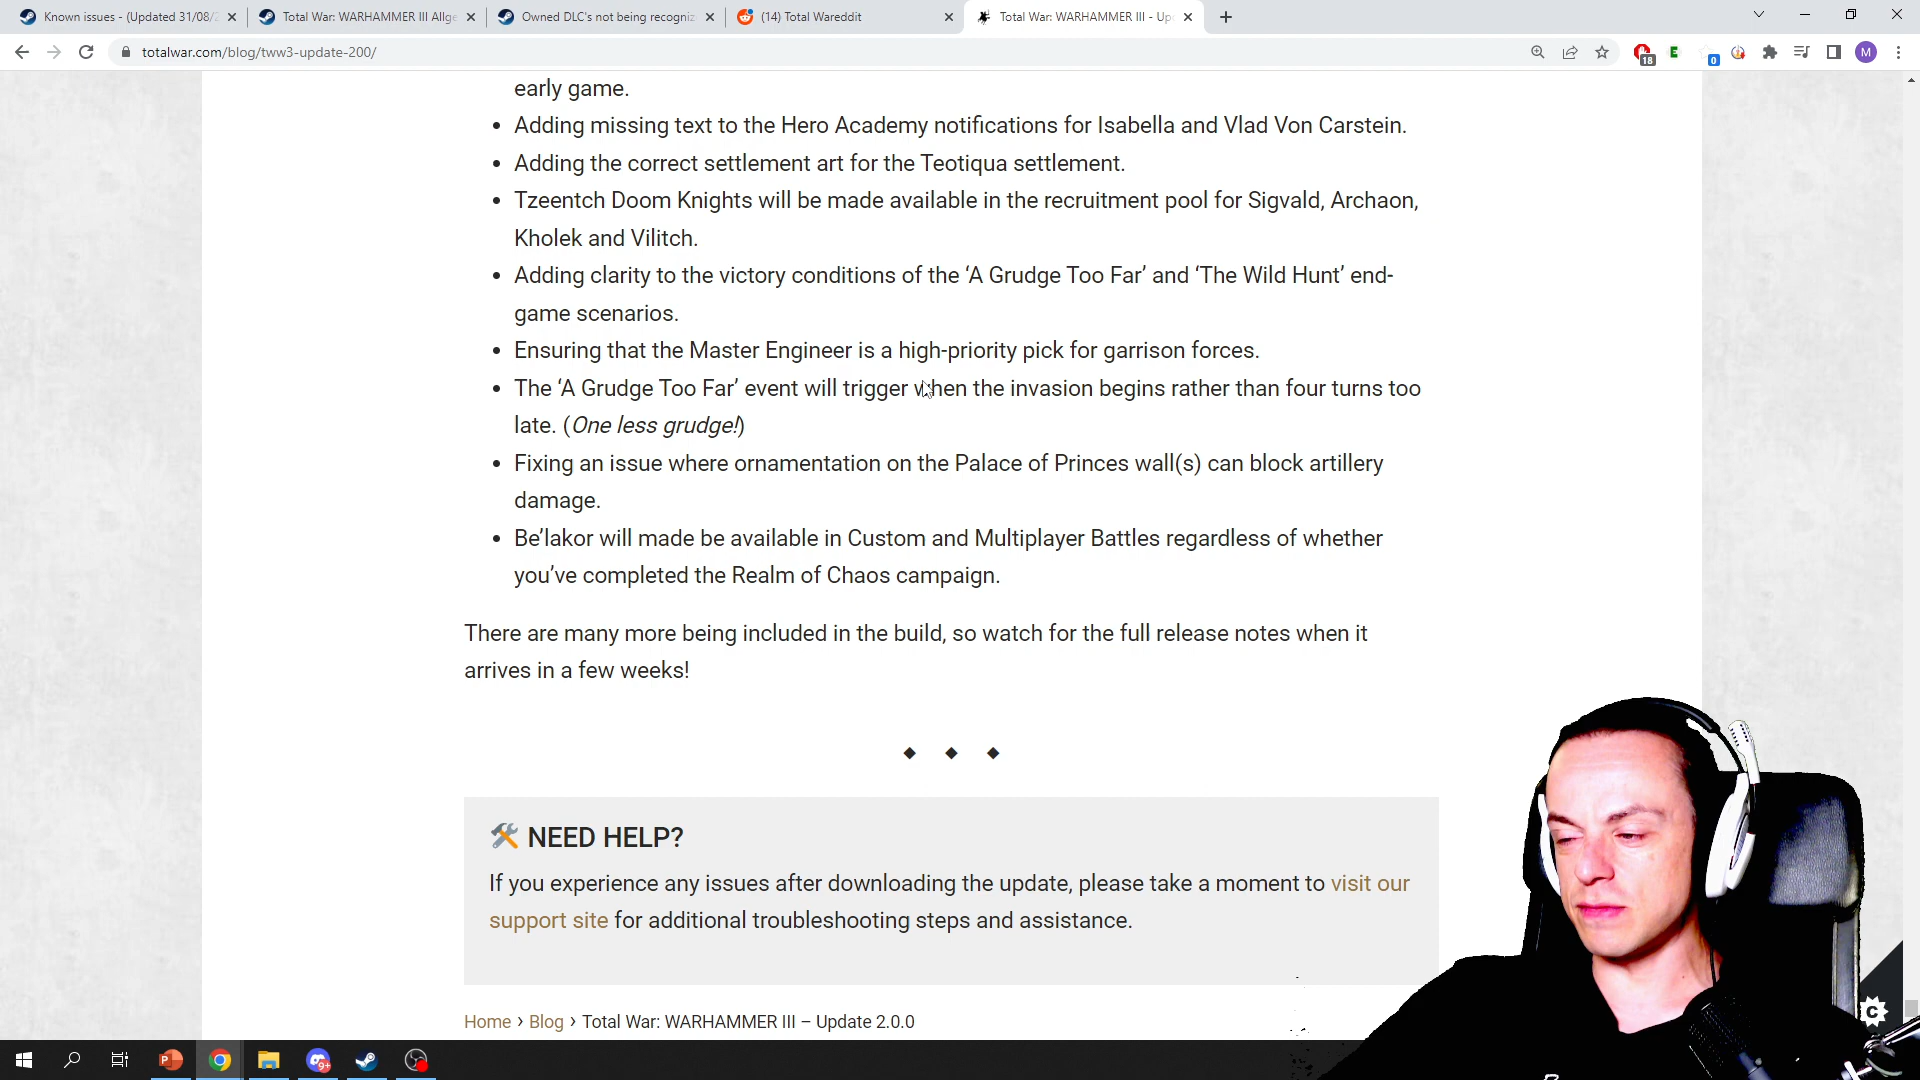 Known issues - (Updated 31/08/2
Total War: WARHAMMER III Allge
Owned DLC's not being recogniz
(14) Total Wareddit
Total War: WARHAMMER III - Up
totalwar.com/blog/tww3-update-200/
18
E
0
M
early game.
• Adding missing text to the Hero Academy notifications for Isabella and Vlad Von Carstein.
• Adding the correct settlement art for the Teotiqua settlement.
• Tzeentch Doom Knights will be made available in the recruitment pool for Sigvald, Archaon,
Kholek and Vilitch.
• Adding clarity to the victory conditions of the ‘A Grudge Too Far’ and ‘The Wild Hunt’ end-
game scenarios.
• Ensuring that the Master Engineer is a high-priority pick for garrison forces.
• The ‘A Grudge Too Far’ event will trigger when the invasion begins rather than four turns too
late. (One less grudge!)
• Fixing an issue where ornamentation on the Palace of Princes wall(s) can block artillery
damage.
• Be’lakor will made be available in Custom and Multiplayer Battles regardless of whether
you’ve completed the Realm of Chaos campaign.
There are many more being included in the build, so watch for the full release notes when it
arrives in a few weeks!
NEED HELP?
If you experience any issues after downloading the update, please take a moment to visit our
support site for additional troubleshooting steps and assistance.
Home › Blog › Total War: WARHAMMER III – Update 2.0.0
C
P
9+